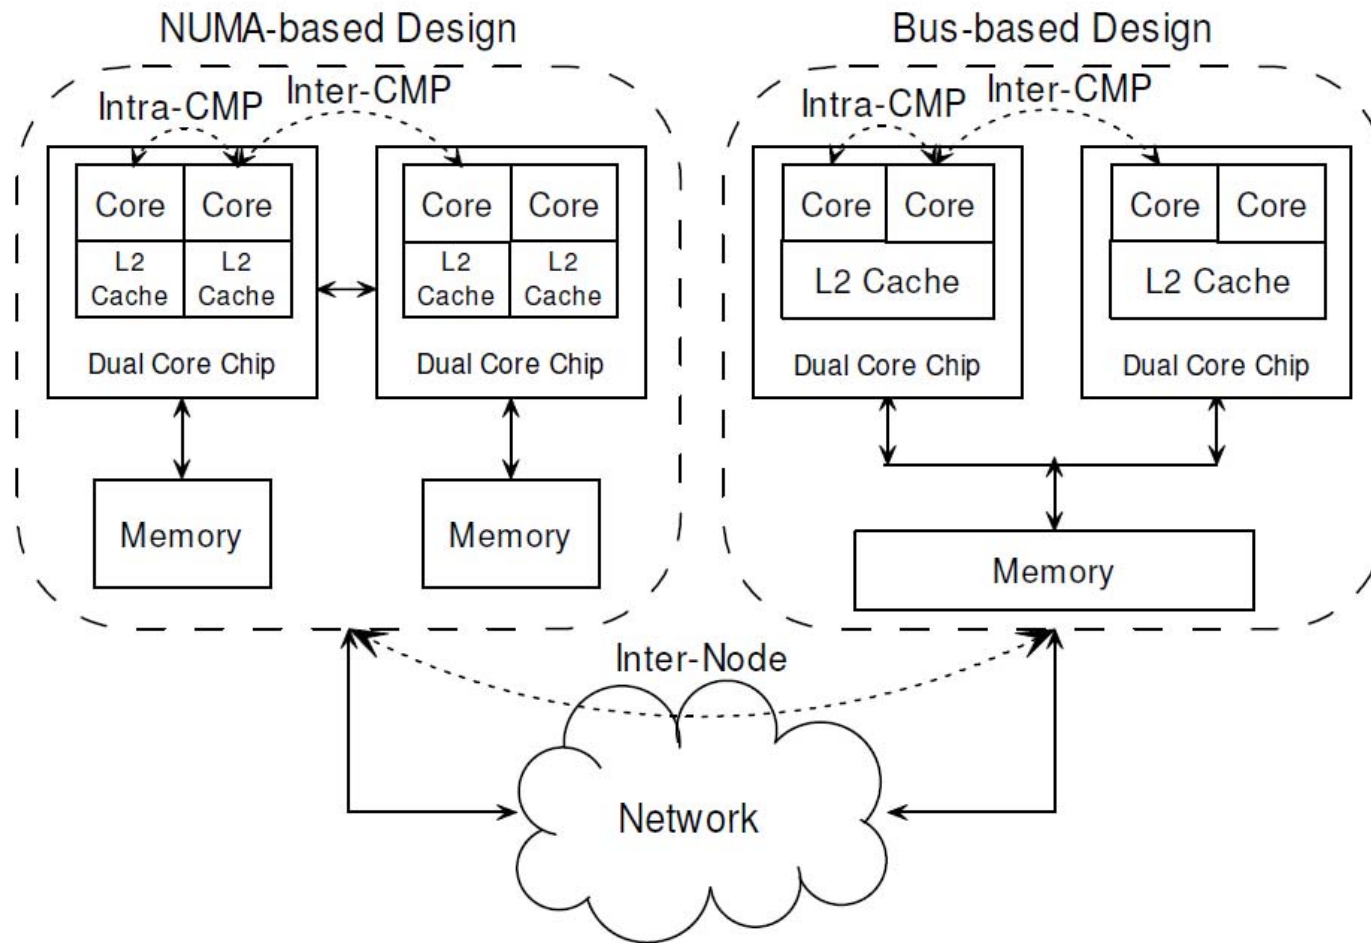 NUMA-based Design
Bus-based Design
Intra-CMP
Inter-CMP
Intra-CMP
Inter-CMP
Core
Core
Core
Core
Core
Core
Core
Core
L2
Cache
L2
Cache
L2
Cache
L2
Cache
L2 Cache
L2 Cache
Dual Core Chip
Dual Core Chip
Dual Core Chip
Dual Core Chip
Memory
Memory
Memory
Inter-Node
Network